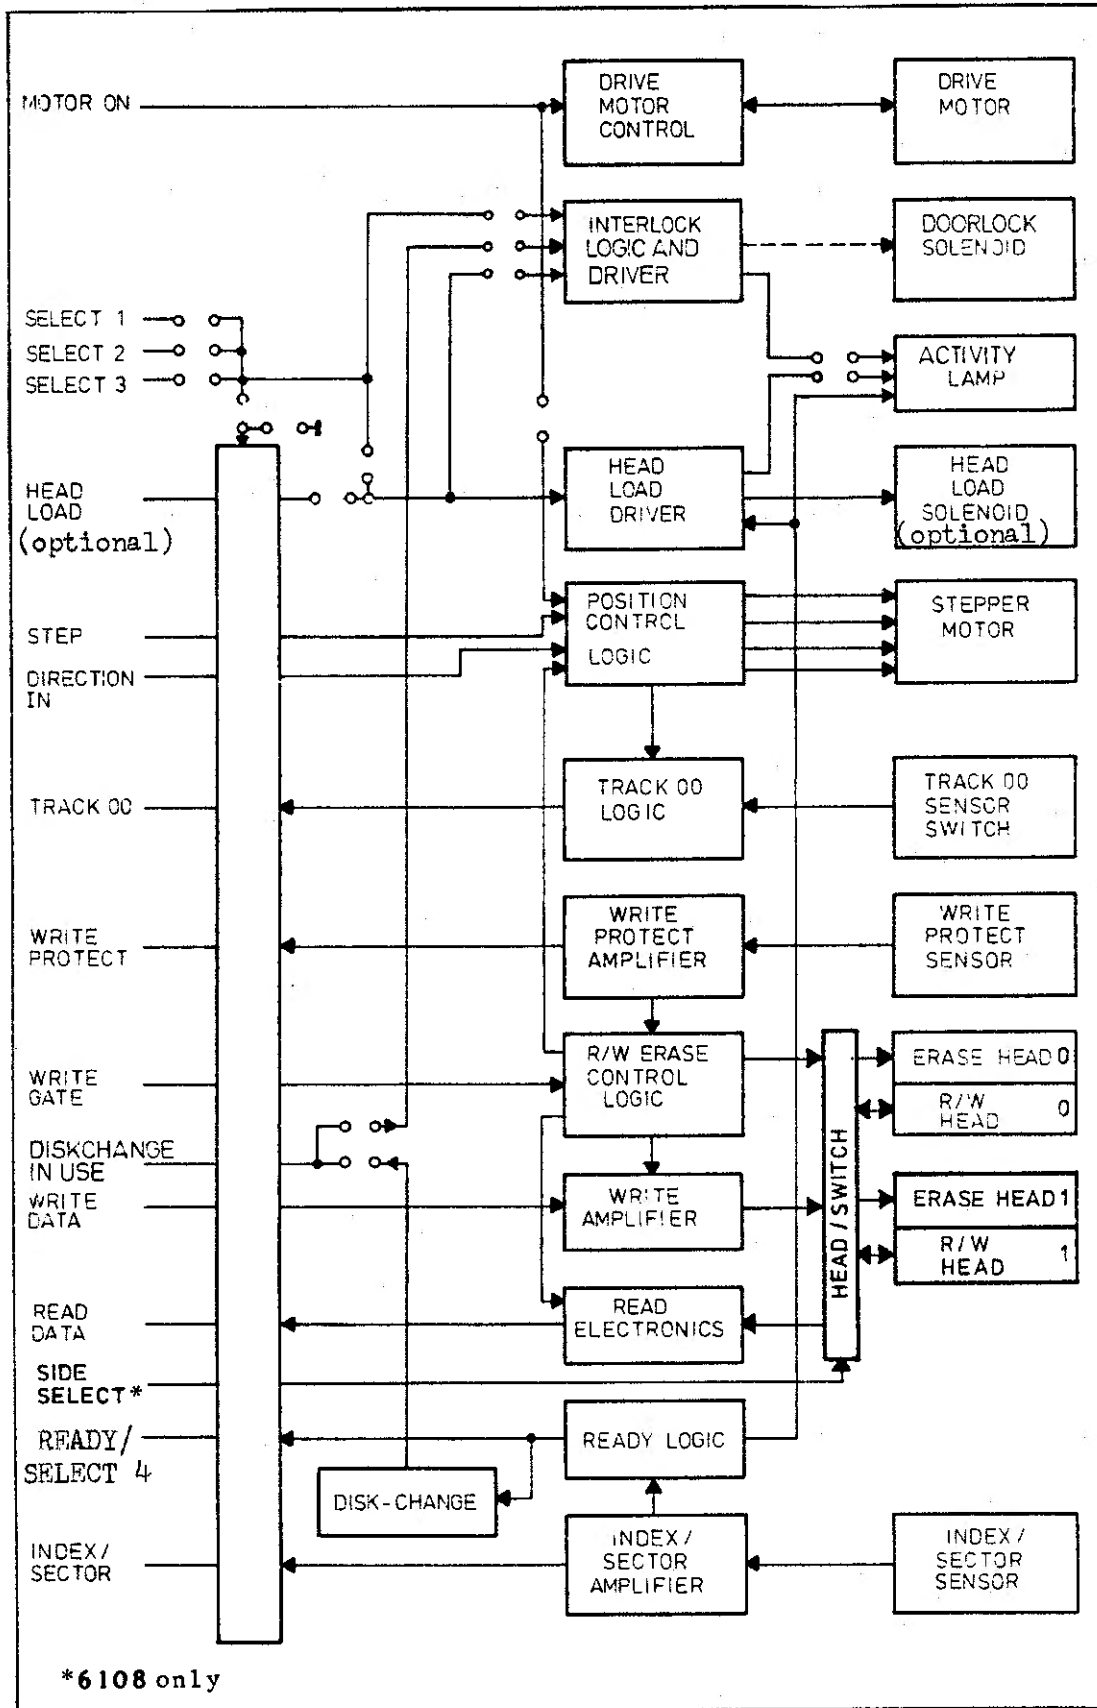 MOTOR ON
DRIVE
MOTOR
CONTROL
DRIVE
MOTOR
INTERLOCK
LOGIC AND
DRIVER
DOORLOCK
SOLENOID
SELECT 1
SELECT 2
SELECT 3
ACTIVITY
LAMP
HEAD
LOAD
(optional)
HEAD
LOAD
DRIVER
HEAD
LOAD
SOLENOID
(optional)
STEP
DIRECTION
IN
POSITION
CONTROL
LOGIC
STEPPER
MOTOR
TRACK 00
TRACK 00
LOGIC
TRACK 00
SENSOR
SWITCH
WRITE
PROTECT
WRITE
PROTECT
AMPLIFIER
WRITE
PROTECT
SENSOR
WRITE
GATE
R/W ERASE
CONTROL
LOGIC
ERASE HEAD 0
R/W
HEAD 0
DISKCHANGE
IN USE
WRITE
DATA
WRITE
AMPLIFIER
HEAD / SWITCH
ERASE HEAD 1
R/W
HEAD 1
READ
DATA
READ
ELECTRONICS
SIDE
SELECT*
READY/
SELECT 4
READY LOGIC
DISK-CHANGE
INDEX/
SECTOR
INDEX /
SECTOR
AMPLIFIER
INDEX/
SECTOR
SENSOR
*6108 only